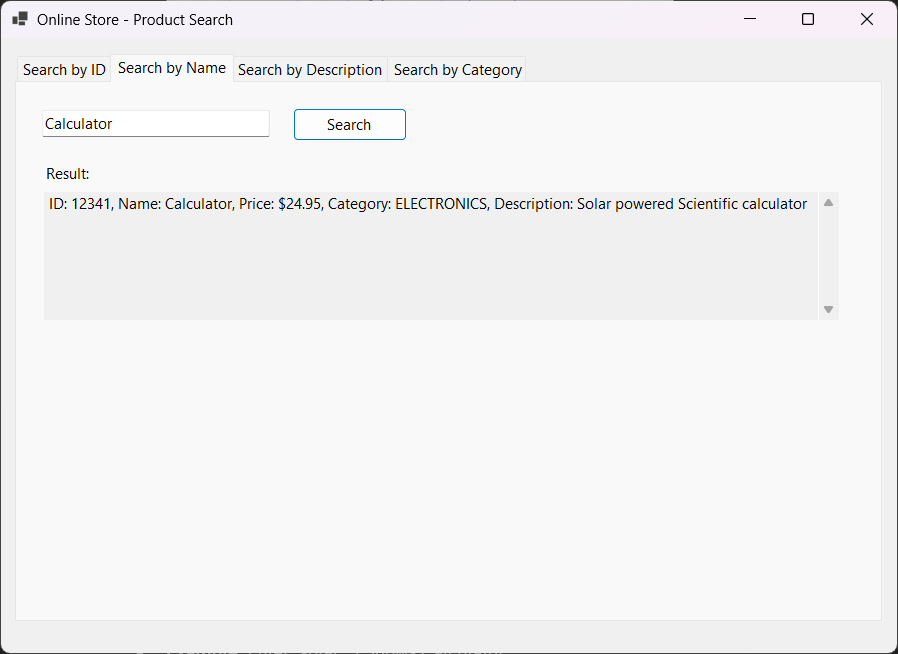 Online Store - Product Search
Search by ID Search by Name Search by Description Search by Category
Calculator Search
Result:
ID: 12341, Name: Calculator, Price: $24.95, Category: ELECTRONICS, Description: Solar powered Scientific calculator